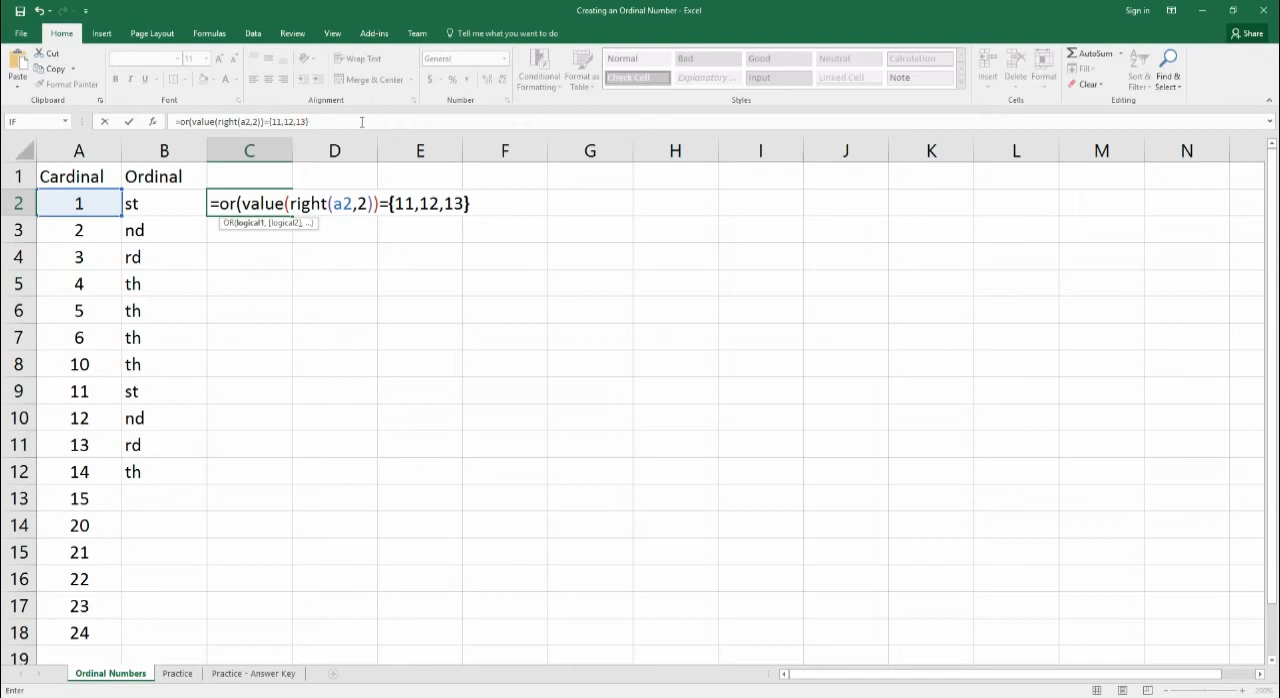 Creating an Ordinal Number - Excel
Sign in
File Home Insert Page Layout Formulas Data Review View Add-ins Team Tell me what you want to do
Share
Paste
Cut
Copy
Format Painter
Clipboard
11
A A
B I U
Font
Wrap Text
Merge & Center
Alignment
General
$ % ,
Number
Conditional Formatting
Format as Table
Normal Bad Good Neutral Calculation
Check Cell Explanatory ... Input Linked Cell Note
Styles
Insert Delete Format
Cells
AutoSum
Fill
Clear
Sort & Filter
Find & Select
Editing
IF fx =or(value(right(a2,2))={11,12,13}
A B C D E F G H I J K L M N
1 Cardinal Ordinal
2 1 st =or(value(right(a2,2))={11,12,13}
OR(logical1, [logical2], ...)
3 2 nd
4 3 rd
5 4 th
6 5 th
7 6 th
8 10 th
9 11 st
10 12 nd
11 13 rd
12 14 th
13 15
14 20
15 21
16 22
17 23
18 24
19
Ordinal Numbers Practice Practice - Answer Key
Enter
200%